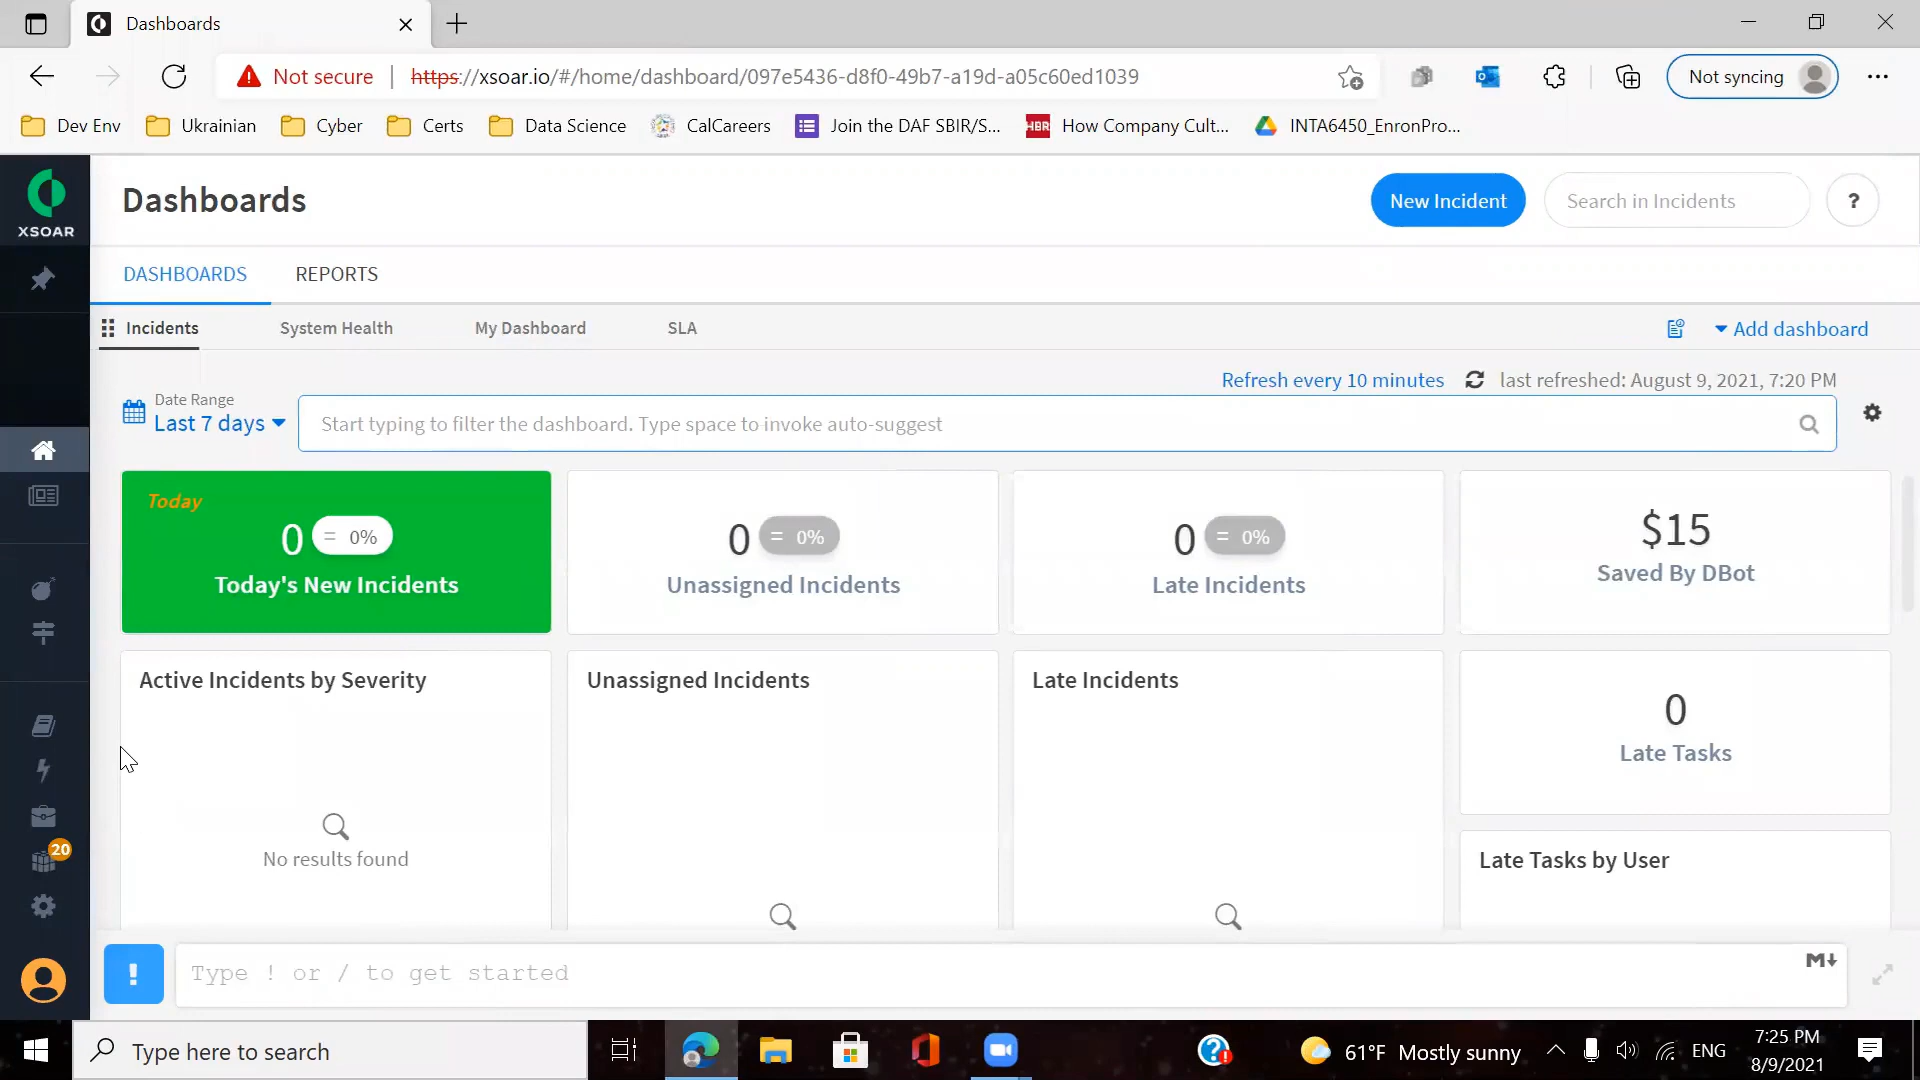 Dashboards
Not secure
https://xsoar.io/#/home/dashboard/097e5436-d8f0-49b7-a19d-a05c60ed1039
Not syncing
Dev Env
Ukrainian
Cyber
Certs
Data Science
CalCareers
Join the DAF SBIR/S...
HBR
How Company Cult...
INTA6450_EnronPro...
XSOAR
Dashboards
New Incident
Search in Incidents
?
DASHBOARDS
REPORTS
Incidents
System Health
My Dashboard
SLA
Add dashboard
Refresh every 10 minutes
last refreshed: August 9, 2021, 7:20 PM
Date Range
Last 7 days
Start typing to filter the dashboard. Type space to invoke auto-suggest
Today
0
= 0%
Today's New Incidents
0
= 0%
Unassigned Incidents
0
= 0%
Late Incidents
$15
Saved By DBot
Active Incidents by Severity
No results found
Unassigned Incidents
Late Incidents
0
Late Tasks
Late Tasks by User
20
!
Type ! or / to get started
M↓
Type here to search
61°F Mostly sunny
ENG
7:25 PM
8/9/2021